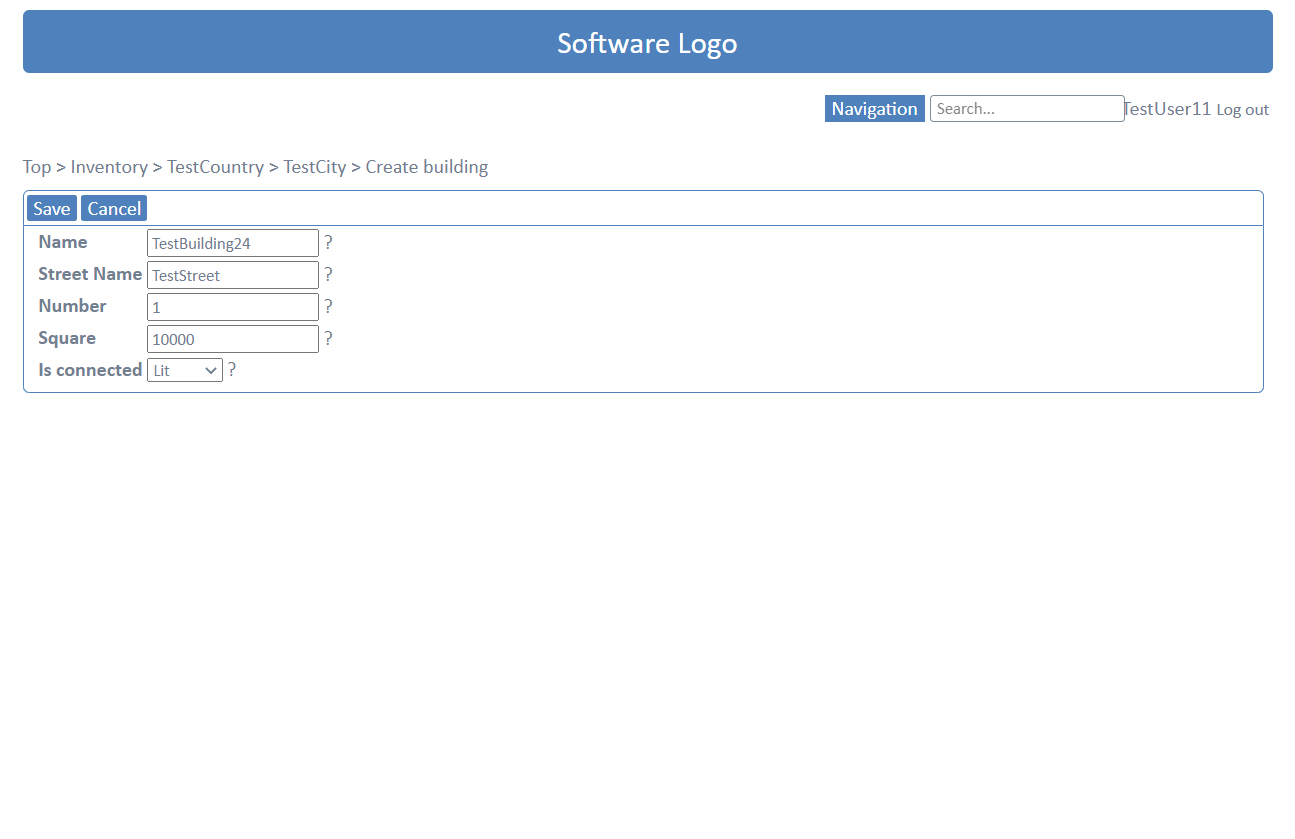 Software Logo
Navigation Search... TestUser11 Log out
Top > Inventory > TestCountry > TestCity > Create building
Save Cancel
Name TestBuilding24 ?
Street Name TestStreet ?
Number 1 ?
Square 10000 ?
Is connected Lit ?